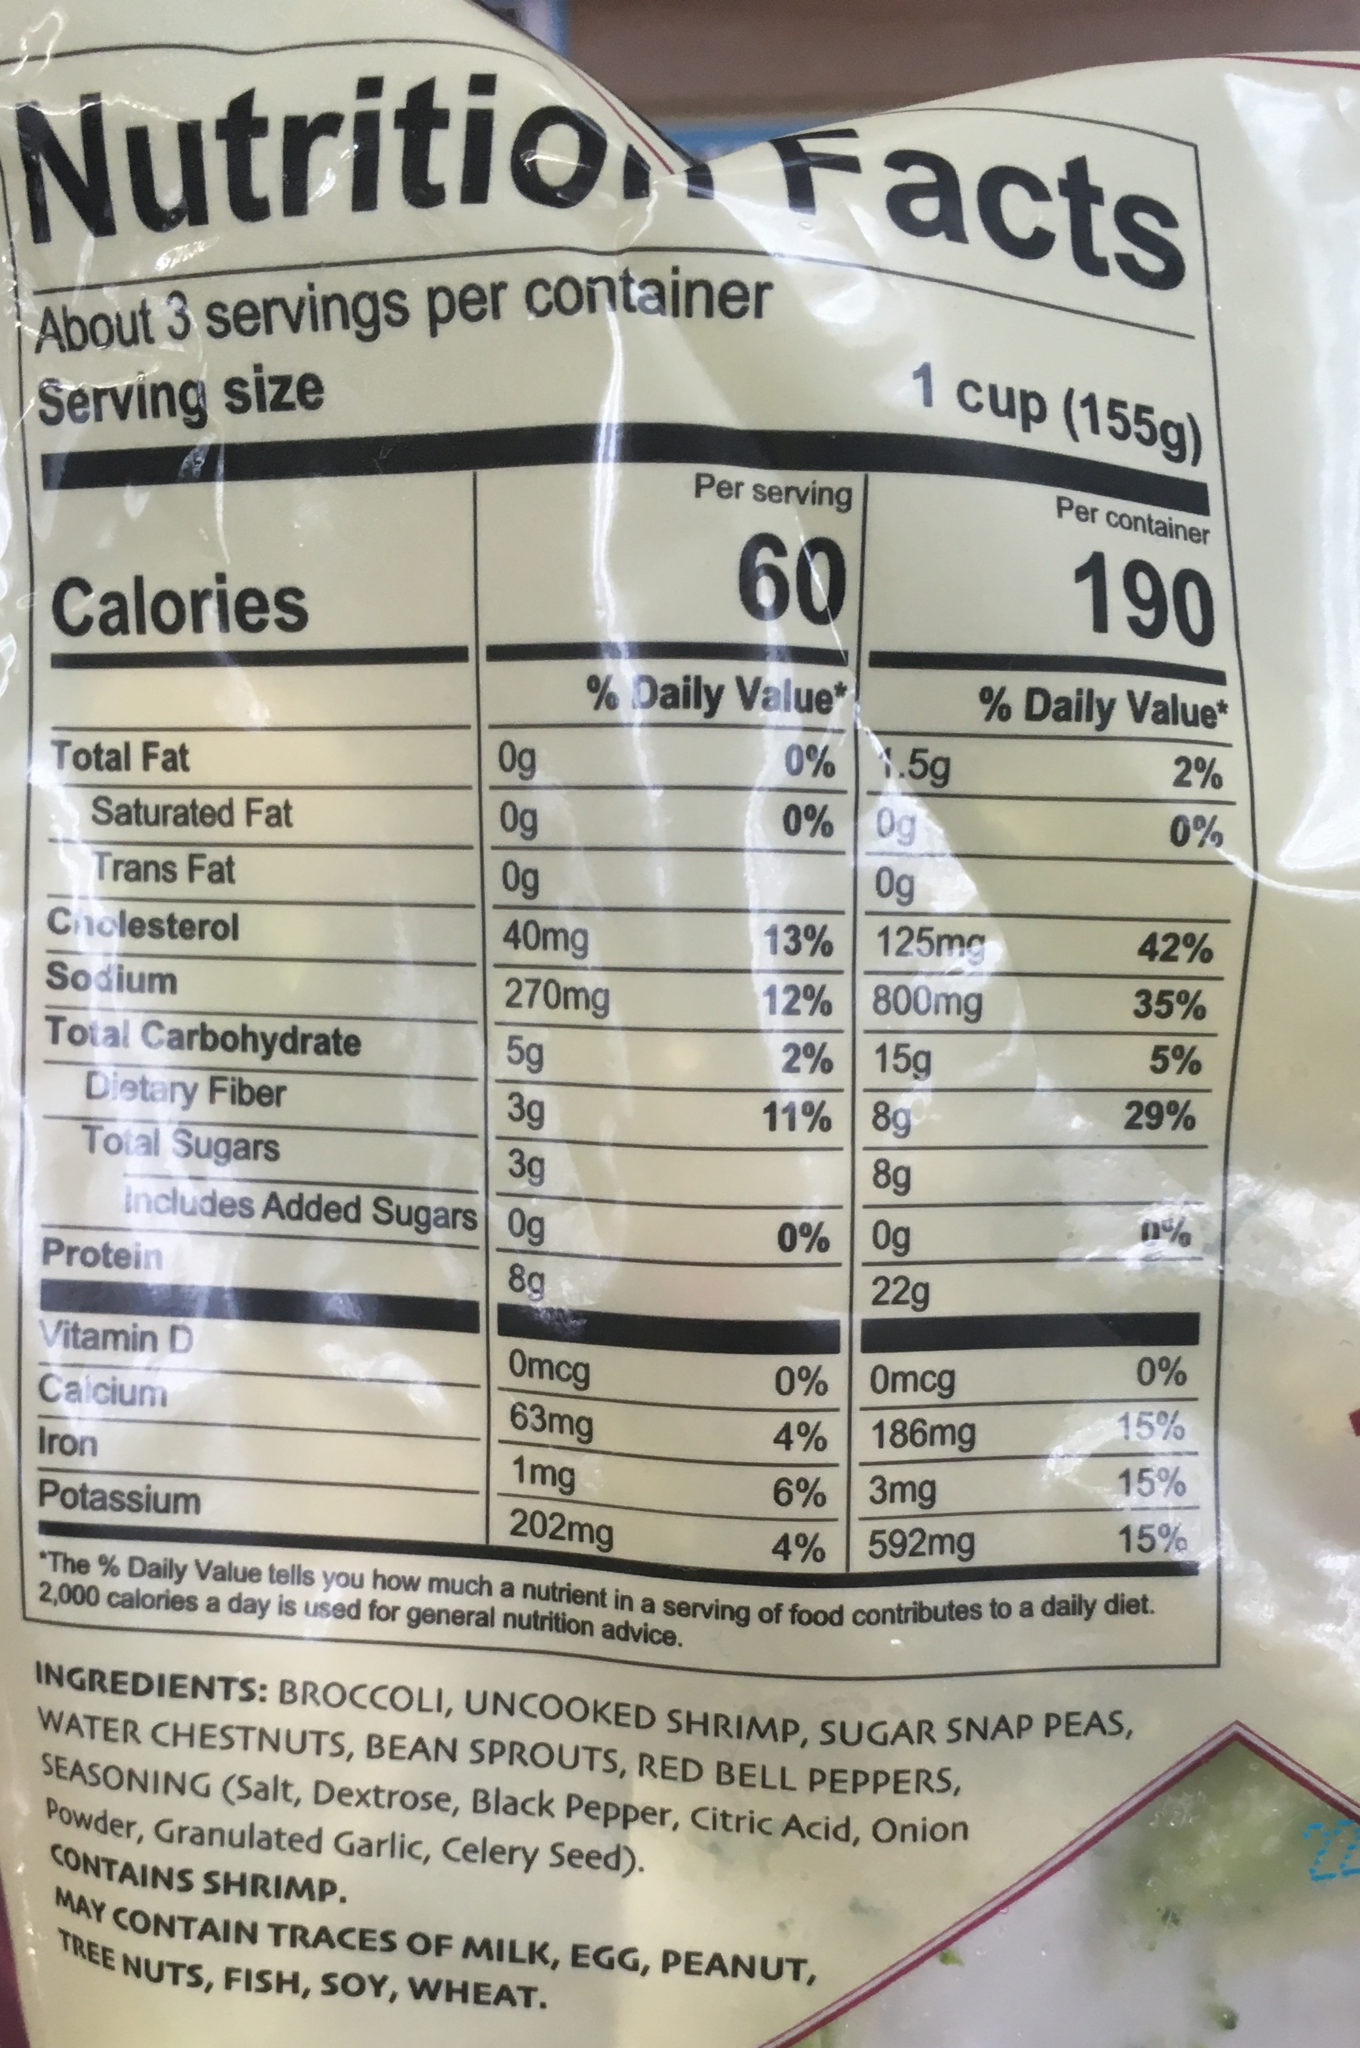 Nutrition Facts
About 3 servings per container
Serving size 1 cup (155g)
Per serving Per container
Calories 60 190
% Daily Value* % Daily Value*
Total Fat 0g 0% 1.5g 2%
Saturated Fat 0g 0% 0g 0%
Trans Fat 0g 0g
Cholesterol 40mg 13% 125mg 42%
Sodium 270mg 12% 800mg 35%
Total Carbohydrate 5g 2% 15g 5%
Dietary Fiber 3g 11% 8g 29%
Total Sugars 3g 8g
Includes Added Sugars 0g 0% 0g 0%
Protein 8g 22g
Vitamin D 0mcg 0% 0mcg 0%
Calcium 63mg 4% 186mg 15%
Iron 1mg 6% 3mg 15%
Potassium 202mg 4% 592mg 15%
*The % Daily Value tells you how much a nutrient in a serving of food contributes to a daily diet.
2,000 calories a day is used for general nutrition advice.
INGREDIENTS: BROCCOLI, UNCOOKED SHRIMP, SUGAR SNAP PEAS,
WATER CHESTNUTS, BEAN SPROUTS, RED BELL PEPPERS,
SEASONING (Salt, Dextrose, Black Pepper, Citric Acid, Onion
Powder, Granulated Garlic, Celery Seed).
CONTAINS SHRIMP.
MAY CONTAIN TRACES OF MILK, EGG, PEANUT,
TREE NUTS, FISH, SOY, WHEAT.